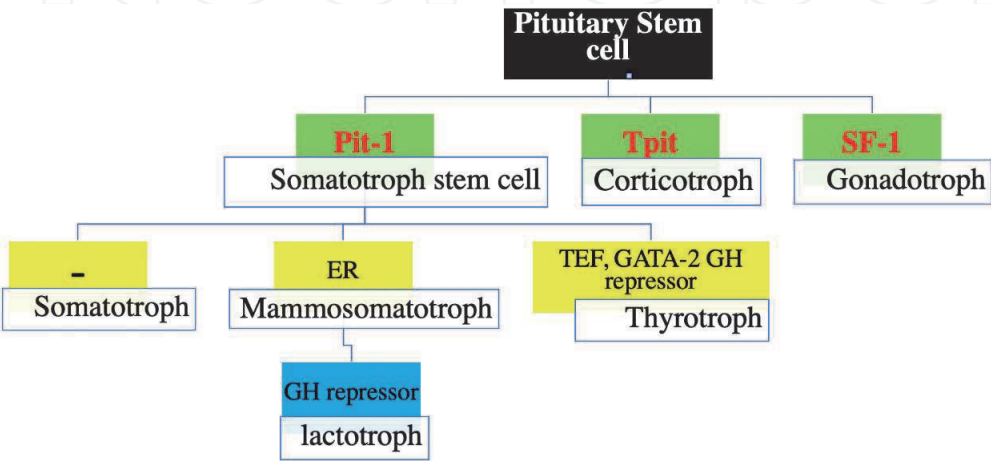 Pituitary Stem
cell
Pit-1
Somatotroph stem cell
Tpit
Corticotroph
SF-1
Gonadotroph
-
Somatotroph
ER
Mammosomatotroph
TEF, GATA-2 GH
repressor
Thyrotroph
GH repressor
lactotroph